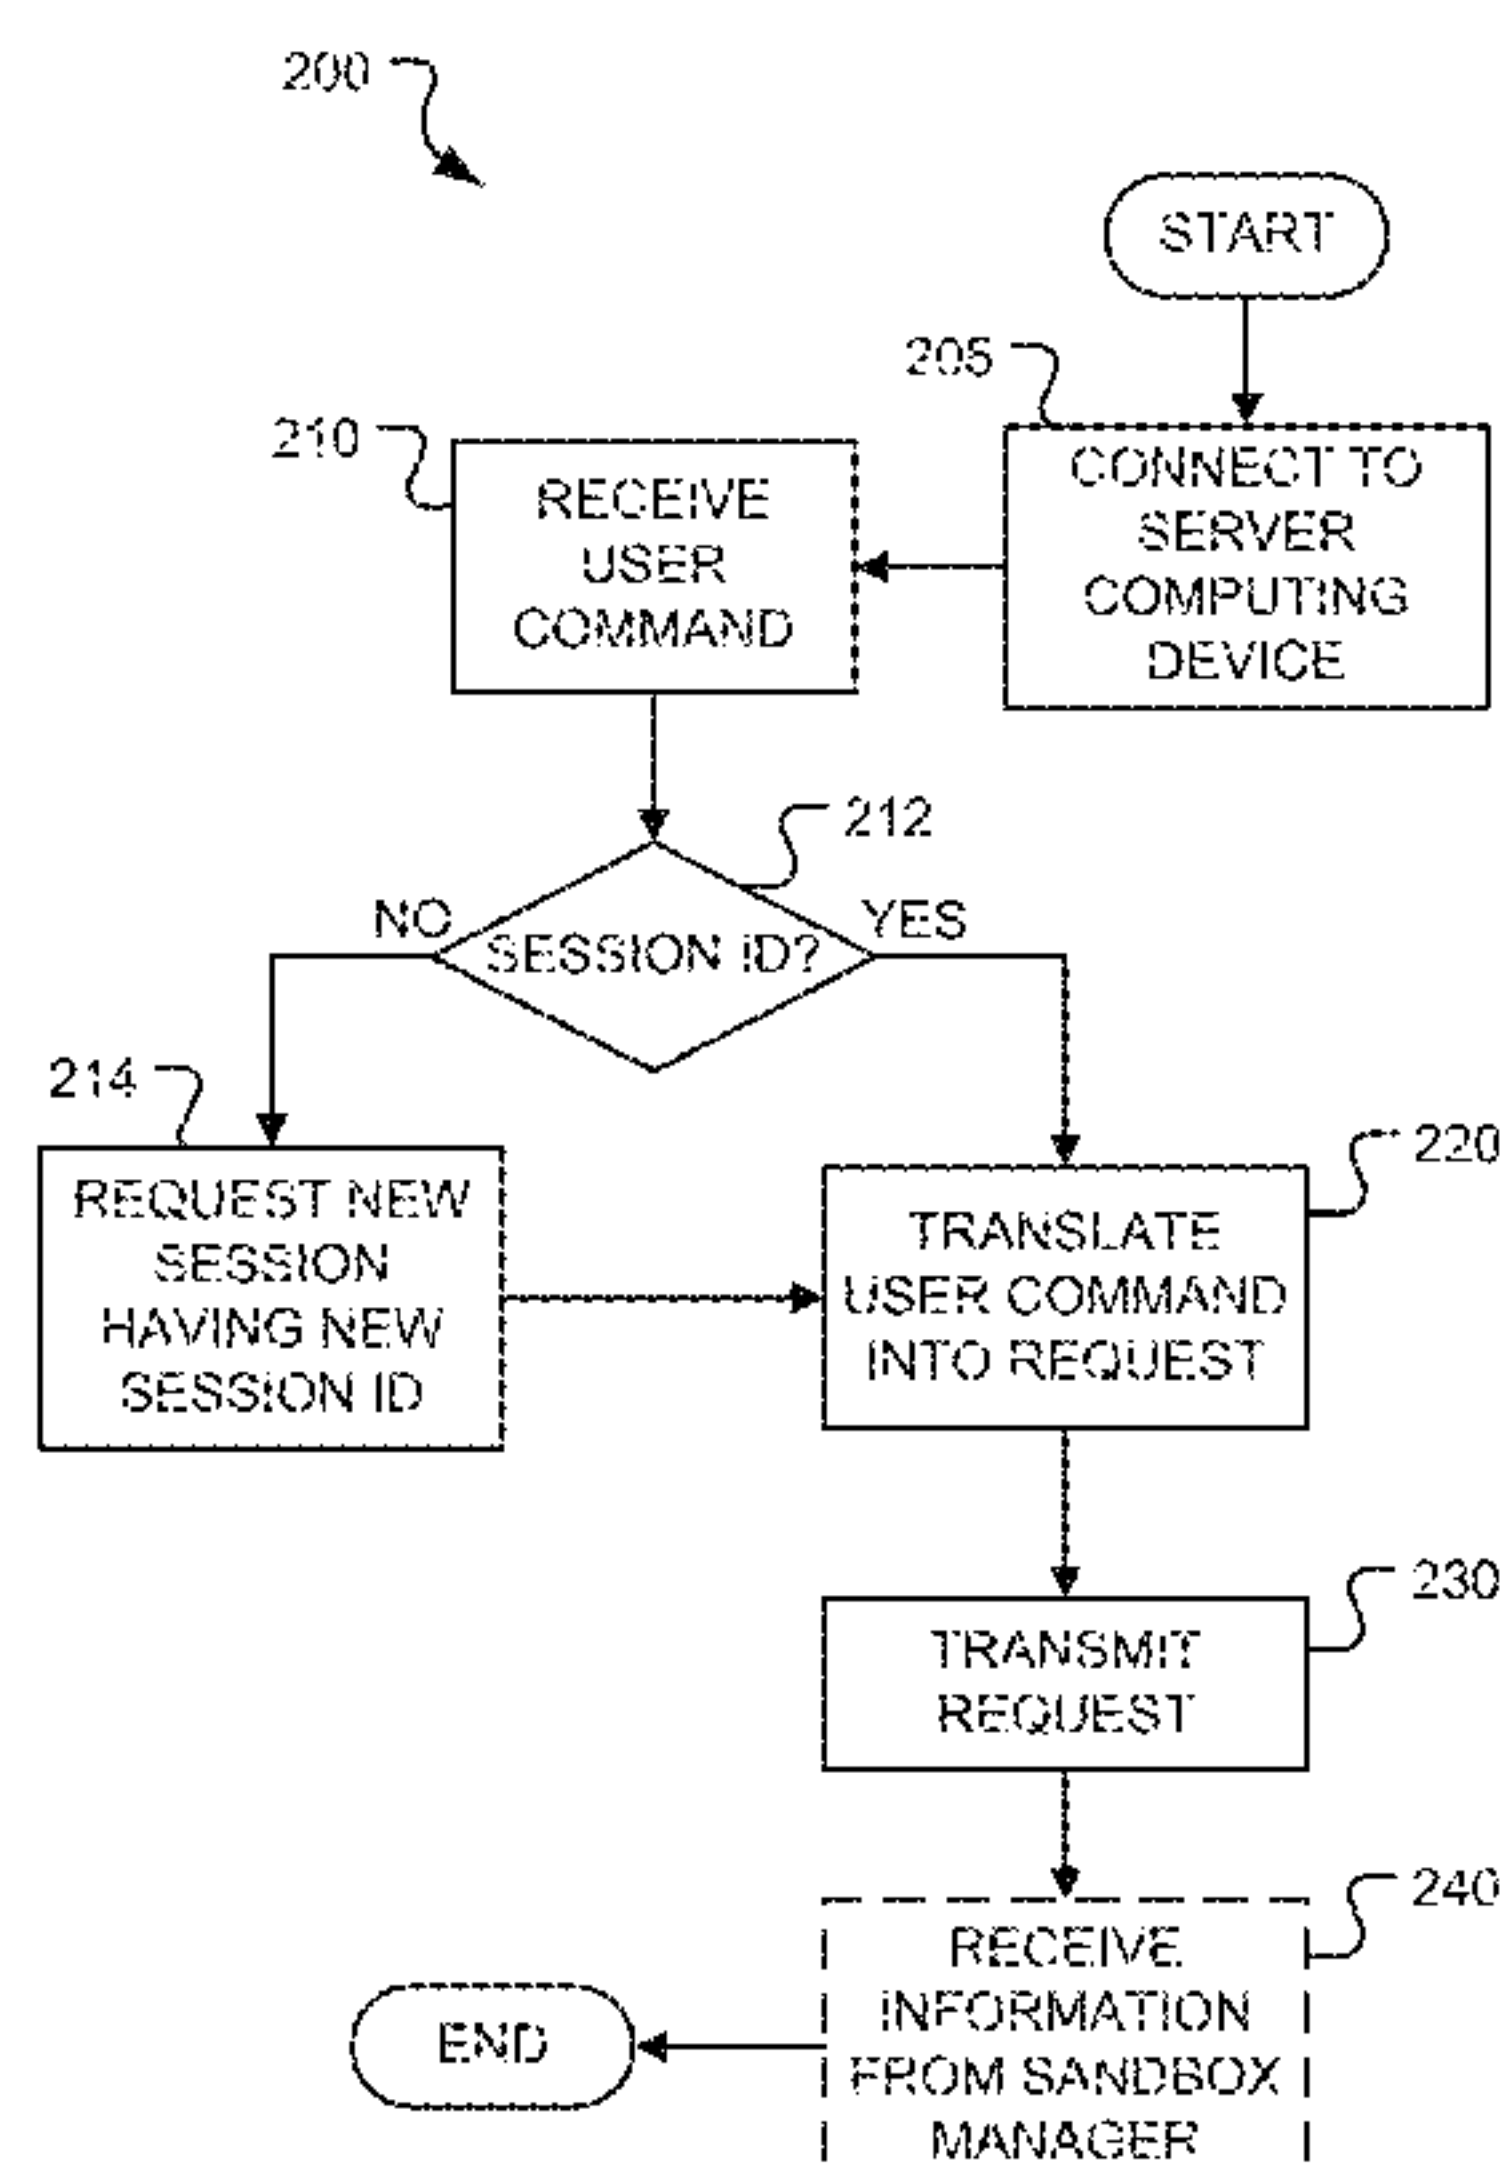 200
START
205
CONNECT TO
SERVER
COMPUTING
DEVICE
210
RECEIVE
USER
COMMAND
212
NO
SESSION ID?
YES
214
REQUEST NEW
SESSION
HAVING NEW
SESSION ID
220
TRANSLATE
USER COMMAND
INTO REQUEST
230
TRANSMIT
REQUEST
240
RECEIVE
INFORMATION
FROM SANDBOX
MANAGER
END